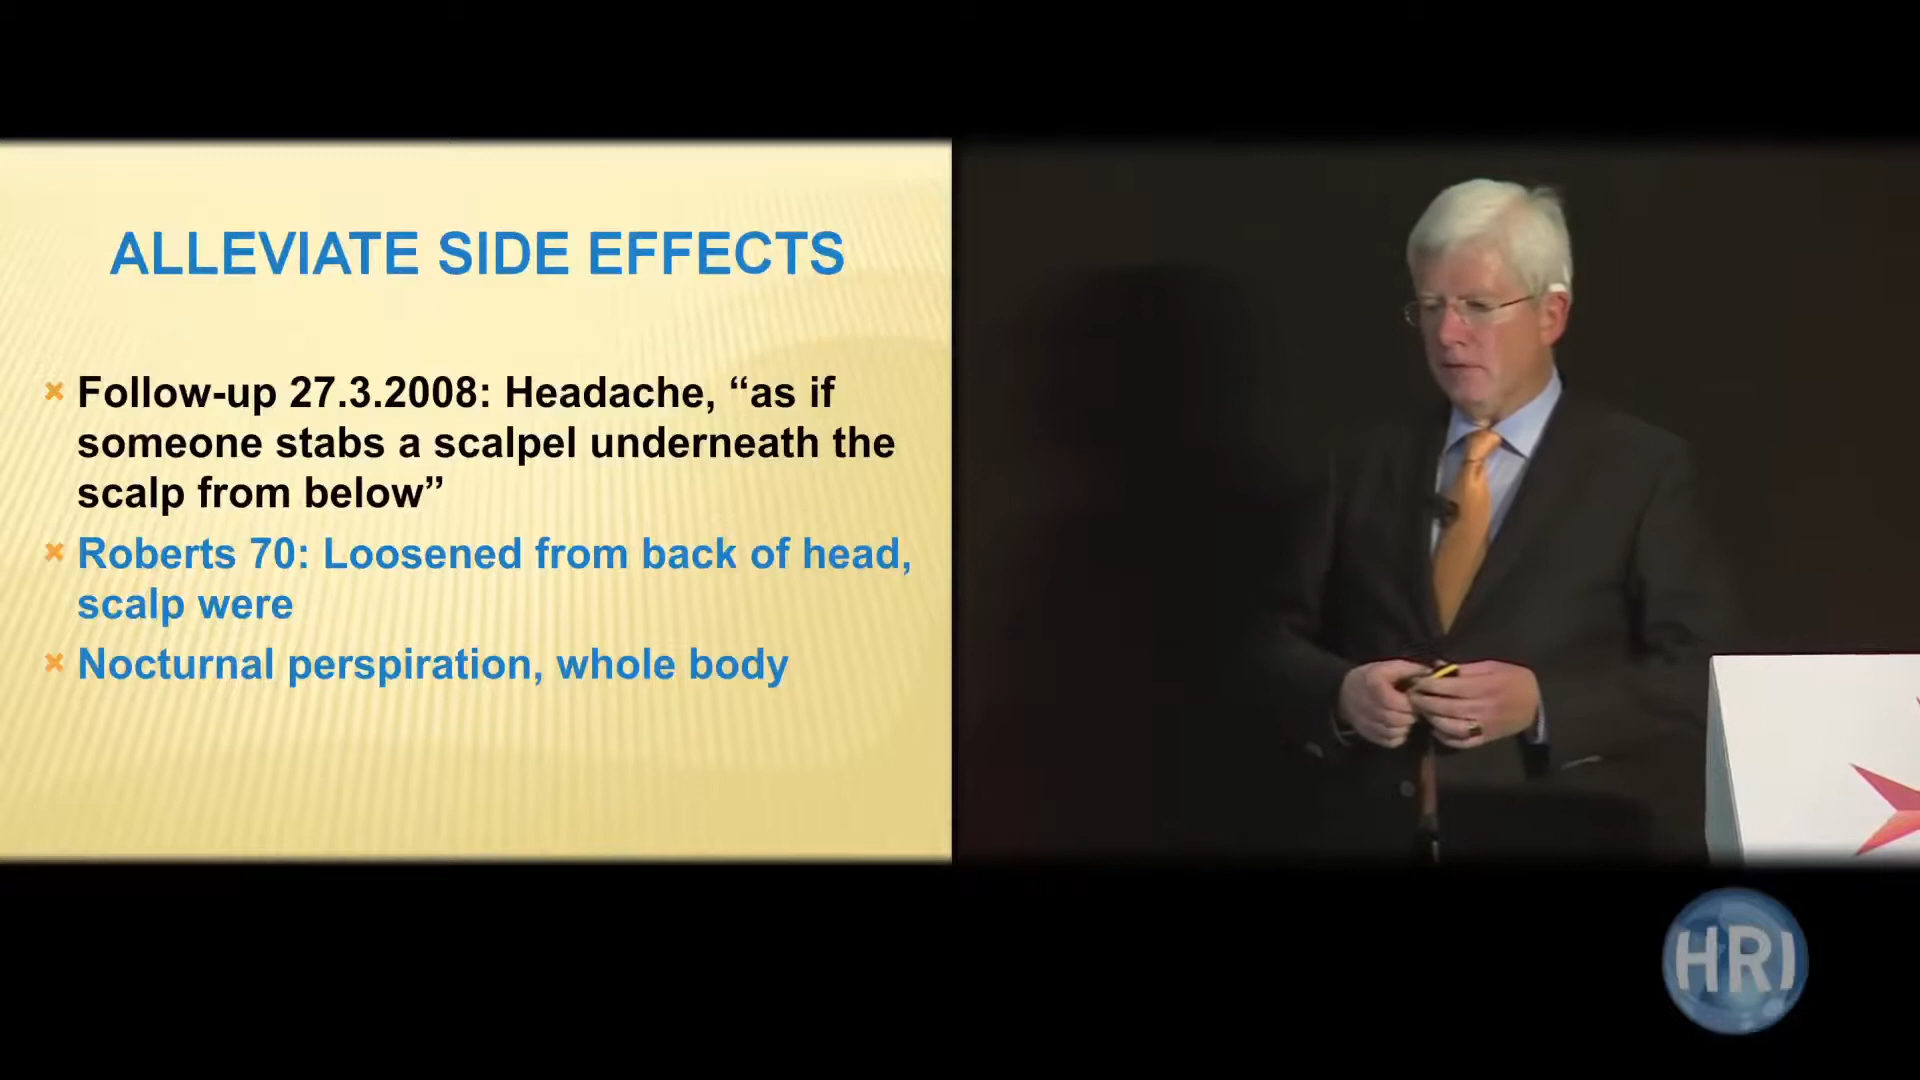 ALLEVIATE SIDE EFFECTS
Follow-up 27.3.2008: Headache, “as if
someone stabs a scalpel underneath the
scalp from below”
Roberts 70: Loosened from back of head,
scalp were
Nocturnal perspiration, whole body
HRI